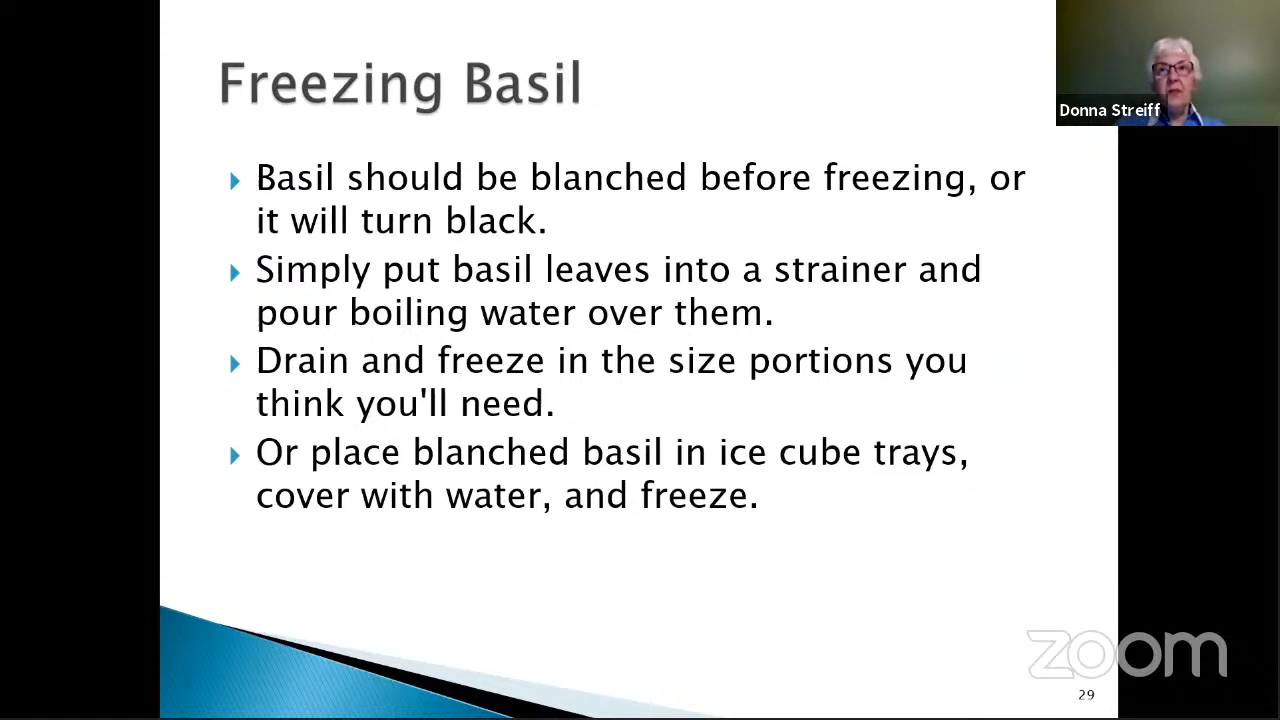 Freezing Basil
Donna Streiff
Basil should be blanched before freezing, or
it will turn black.
Simply put basil leaves into a strainer and
pour boiling water over them.
Drain and freeze in the size portions you
think you'll need.
Or place blanched basil in ice cube trays,
cover with water, and freeze.
zoom
29